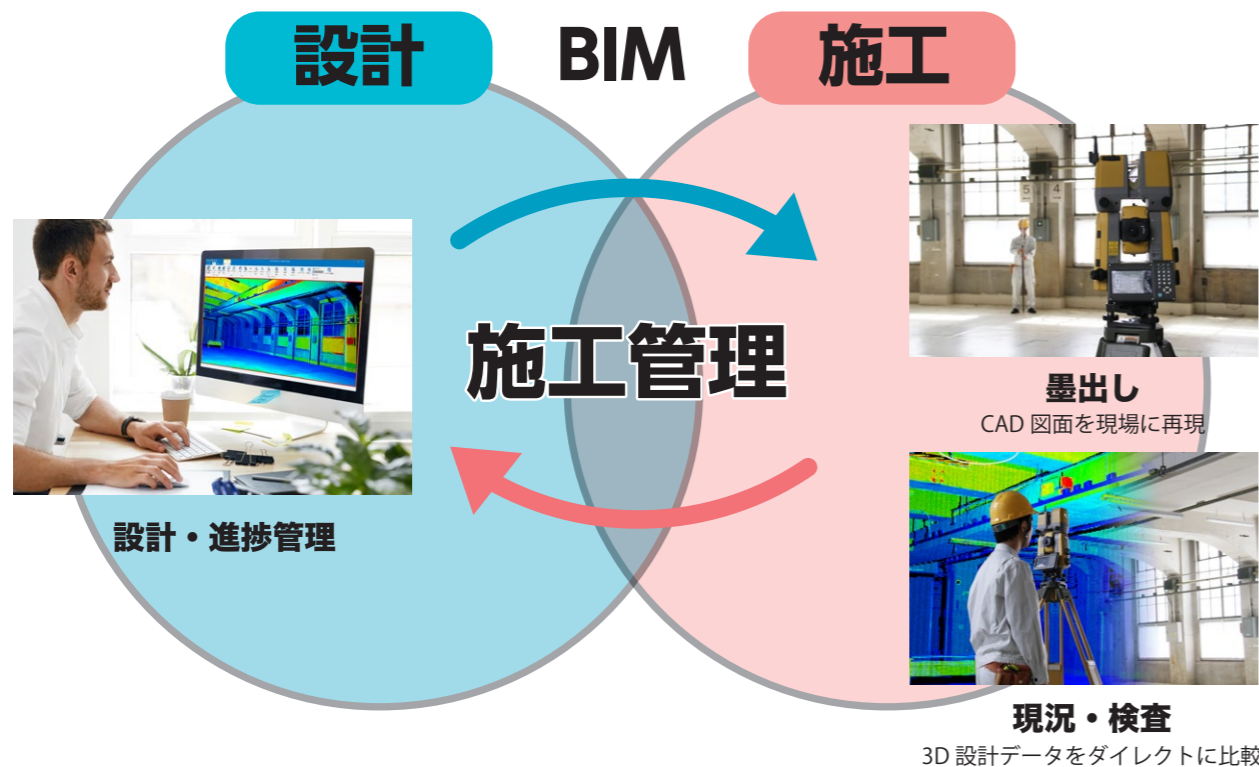 設計
BIM
施工
5
4
施工管理
墨出し
CAD 図面を現場に再現
設計・進捗管理
現況・検査
3D 設計データをダイレクトに比較